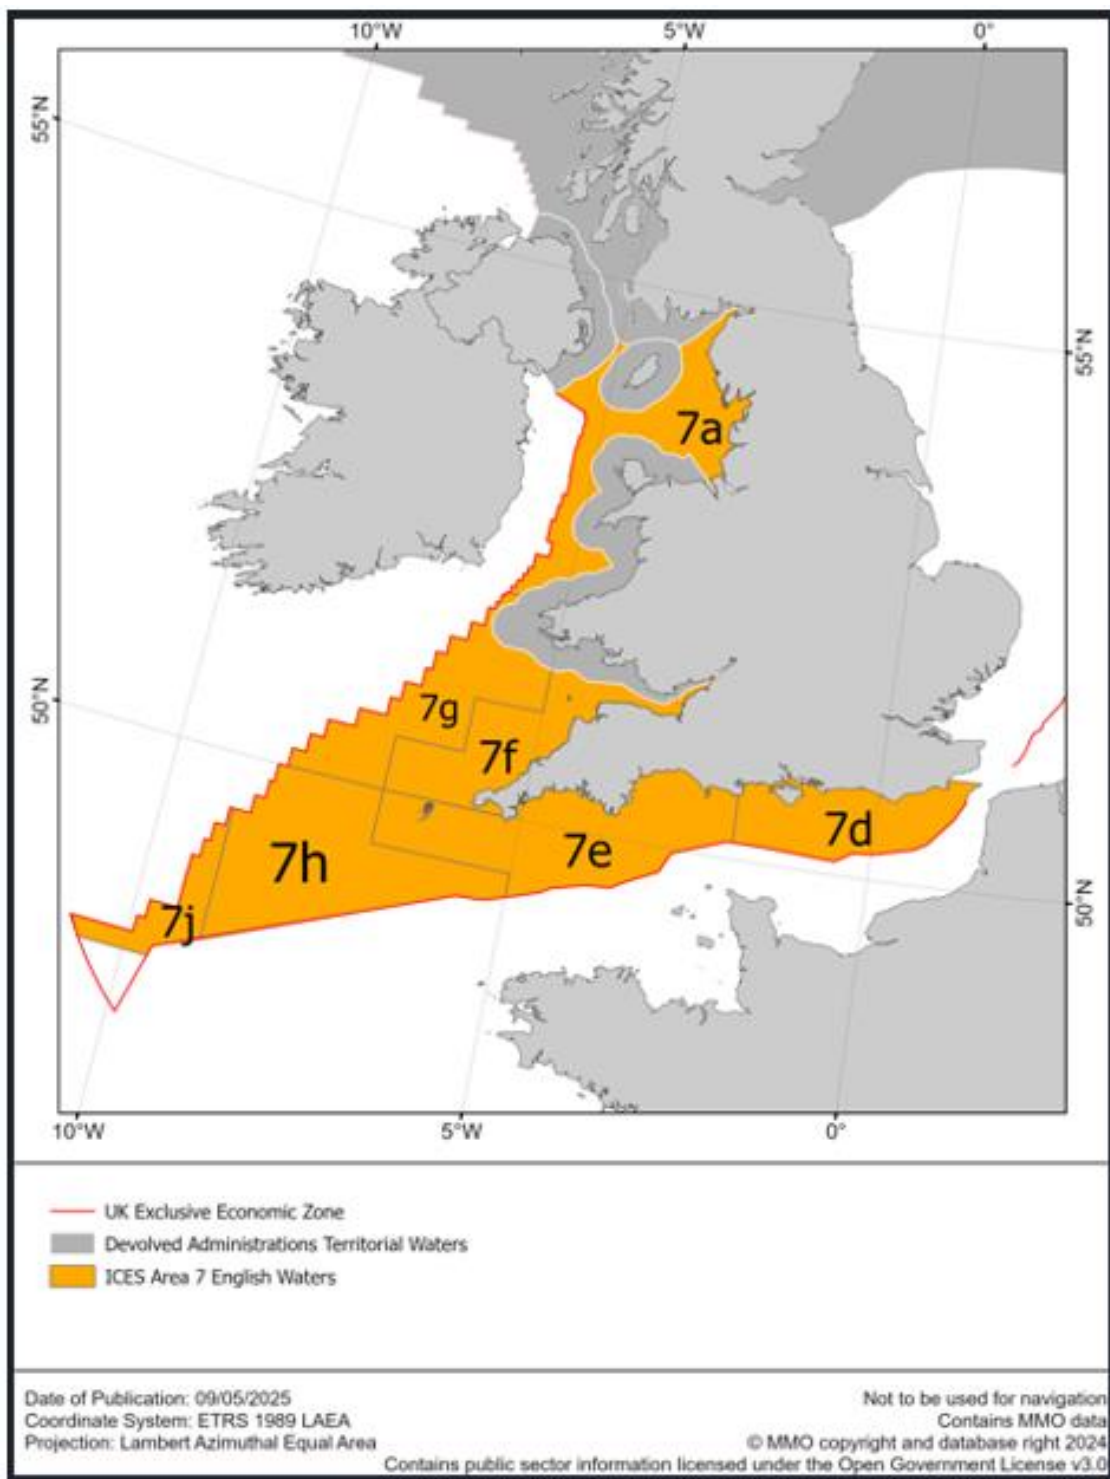 10°W 5°W 0°
55°N
55°N
7a
50°N
7g
7f
7d
7e
7h
50°N
7j
10°W 5°W 0°
UK Exclusive Economic Zone
Devolved Administrations Territorial Waters
ICES Area 7 English Waters
Date of Publication: 09/05/2025
Not to be used for navigation
Coordinate System: ETRS 1989 LAEA
Contains MMO data
Projection: Lambert Azimuthal Equal Area
© MMO copyright and database right 2024
Contains public sector information licensed under the Open Government License v3.0